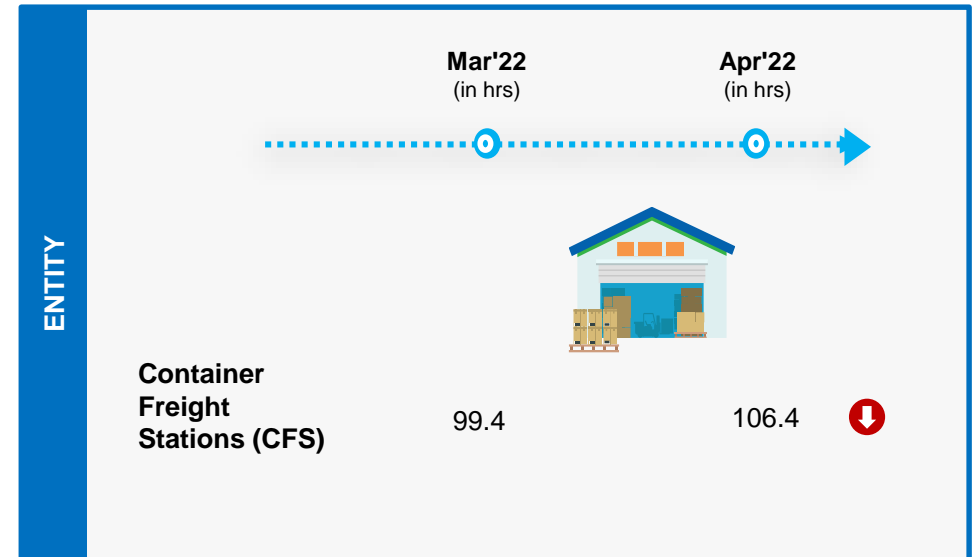 ENTITY
Mar'22
(in hrs)
Apr'22
(in hrs)
Container
Freight
Stations (CFS)
99.4
106.4